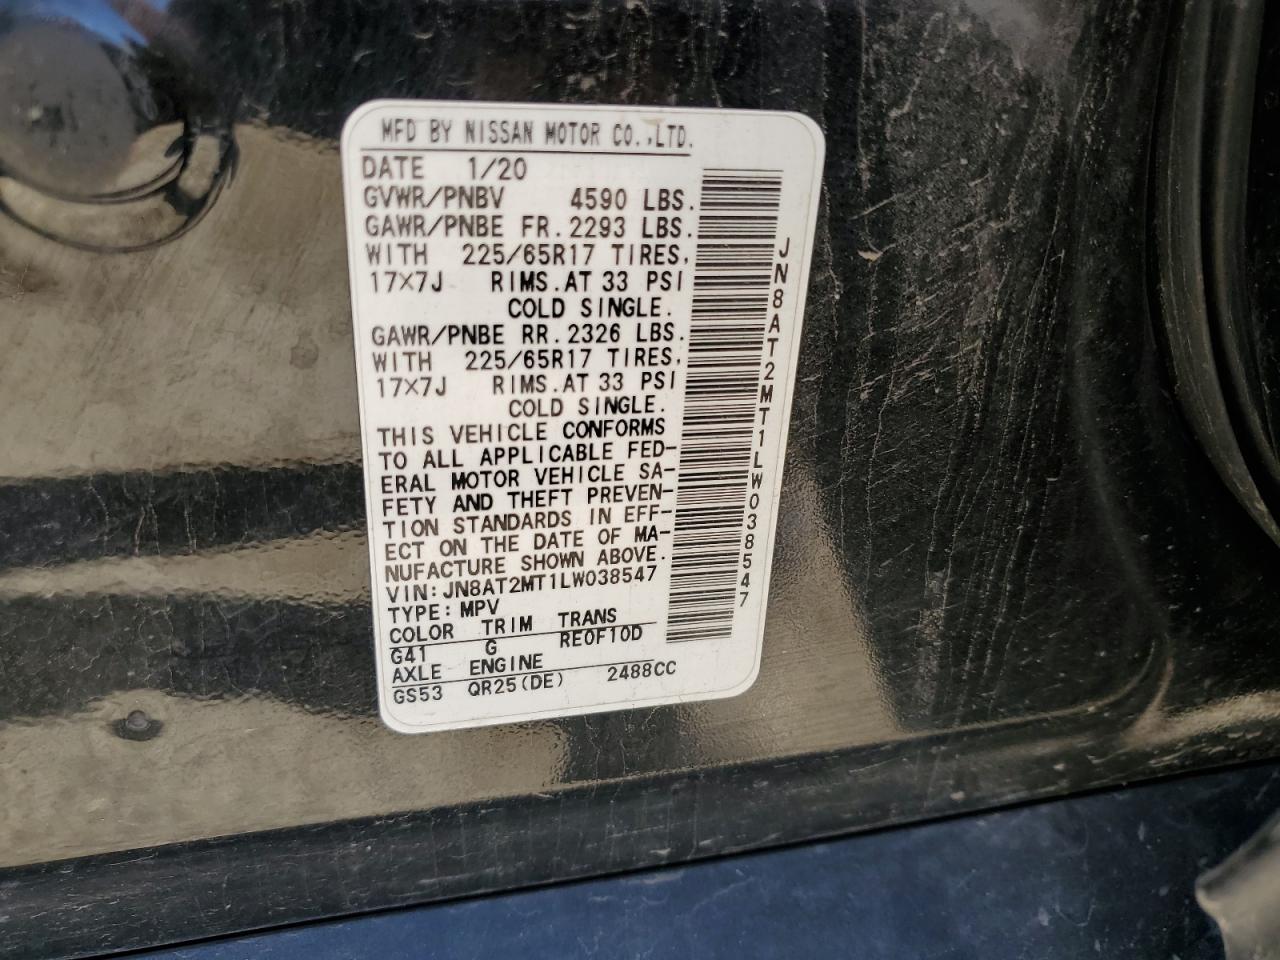 MFD BY NISSAN MOTOR CO.,LTD.
DATE 1/20
GVWR/PNBV 4590 LBS.
GAWR/PNBE FR. 2293 LBS.
WITH 225/65R17 TIRES,
17×7J RIMS. AT 33 PSI
COLD SINGLE.
GAWR/PNBE RR. 2326 LBS.
WITH 225/65R17 TIRES,
17×7J RIMS. AT 33 PSI
COLD SINGLE.
THIS VEHICLE CONFORMS
TO ALL APPLICABLE FED-
ERAL MOTOR VEHICLE SA-
FETY AND THEFT PREVEN-
TION STANDARDS IN EFF-
ECT ON THE DATE OF MA-
NUFACTURE SHOWN ABOVE.
VIN: JN8AT2MT1LW038547
TYPE: MPV
COLOR TRIM TRANS
G41 G RE0F10D
AXLE ENGINE
GS53 QR25(DE) 2488CC
JN8AT2MT1LW038547